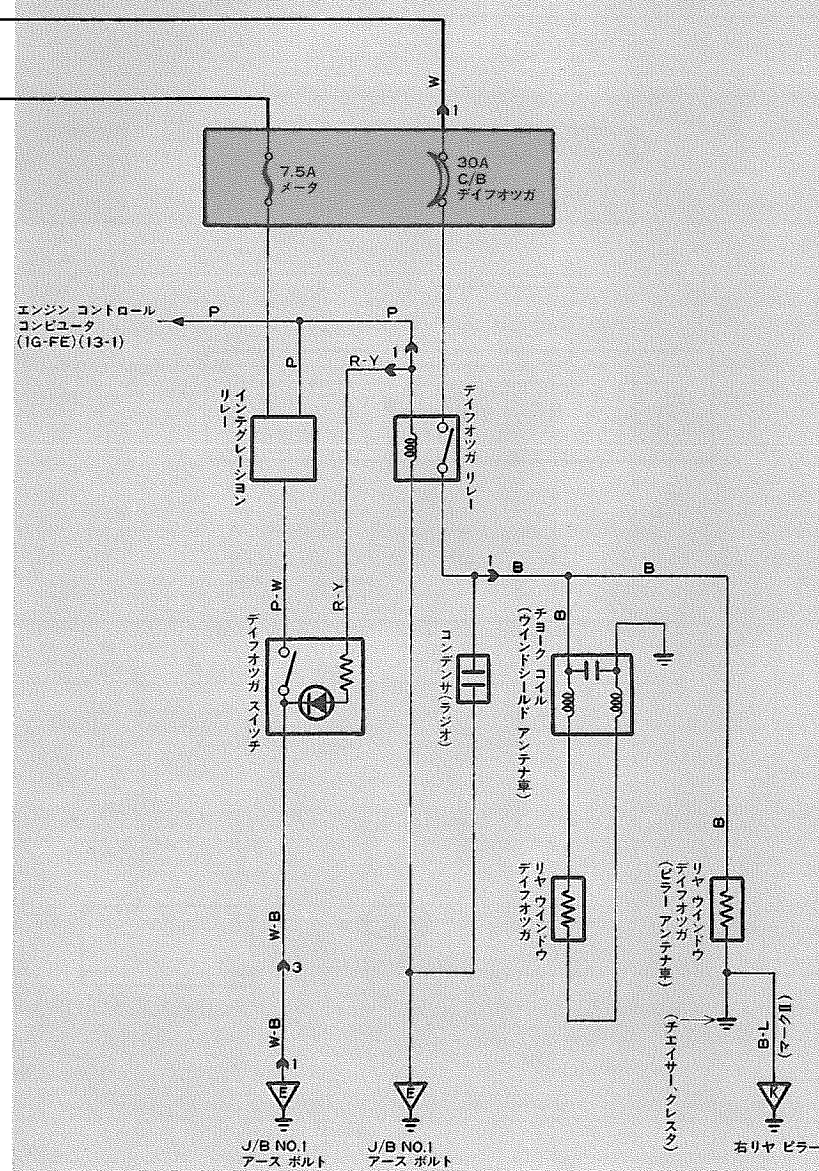 W
1
7.5A
メータ
30A
C/B
デイフオツガ
エンジン コントロール
コンピユータ
(1G-FE)(13-1)
P
P
P
1
R-Y
インテグレーシヨン
リレー
デイフオツガ リレー
1
B
B
P-W
R-Y
B
デイフオツガ スイツチ
コンデンサ(ラジオ)
チヨーク コイル
(ウインドシールド アンテナ車)
B
リヤ ウインドウ
デイフオツガ
リヤ ウインドウ
デイフオツガ
(ピラー アンテナ車)
W-B
3
W-B
1
(チエイサー、クレスタ)
B-L
(マークII)
E
E
K
J/B NO.1
アース ボルト
J/B NO.1
アース ボルト
右リヤ ピラー